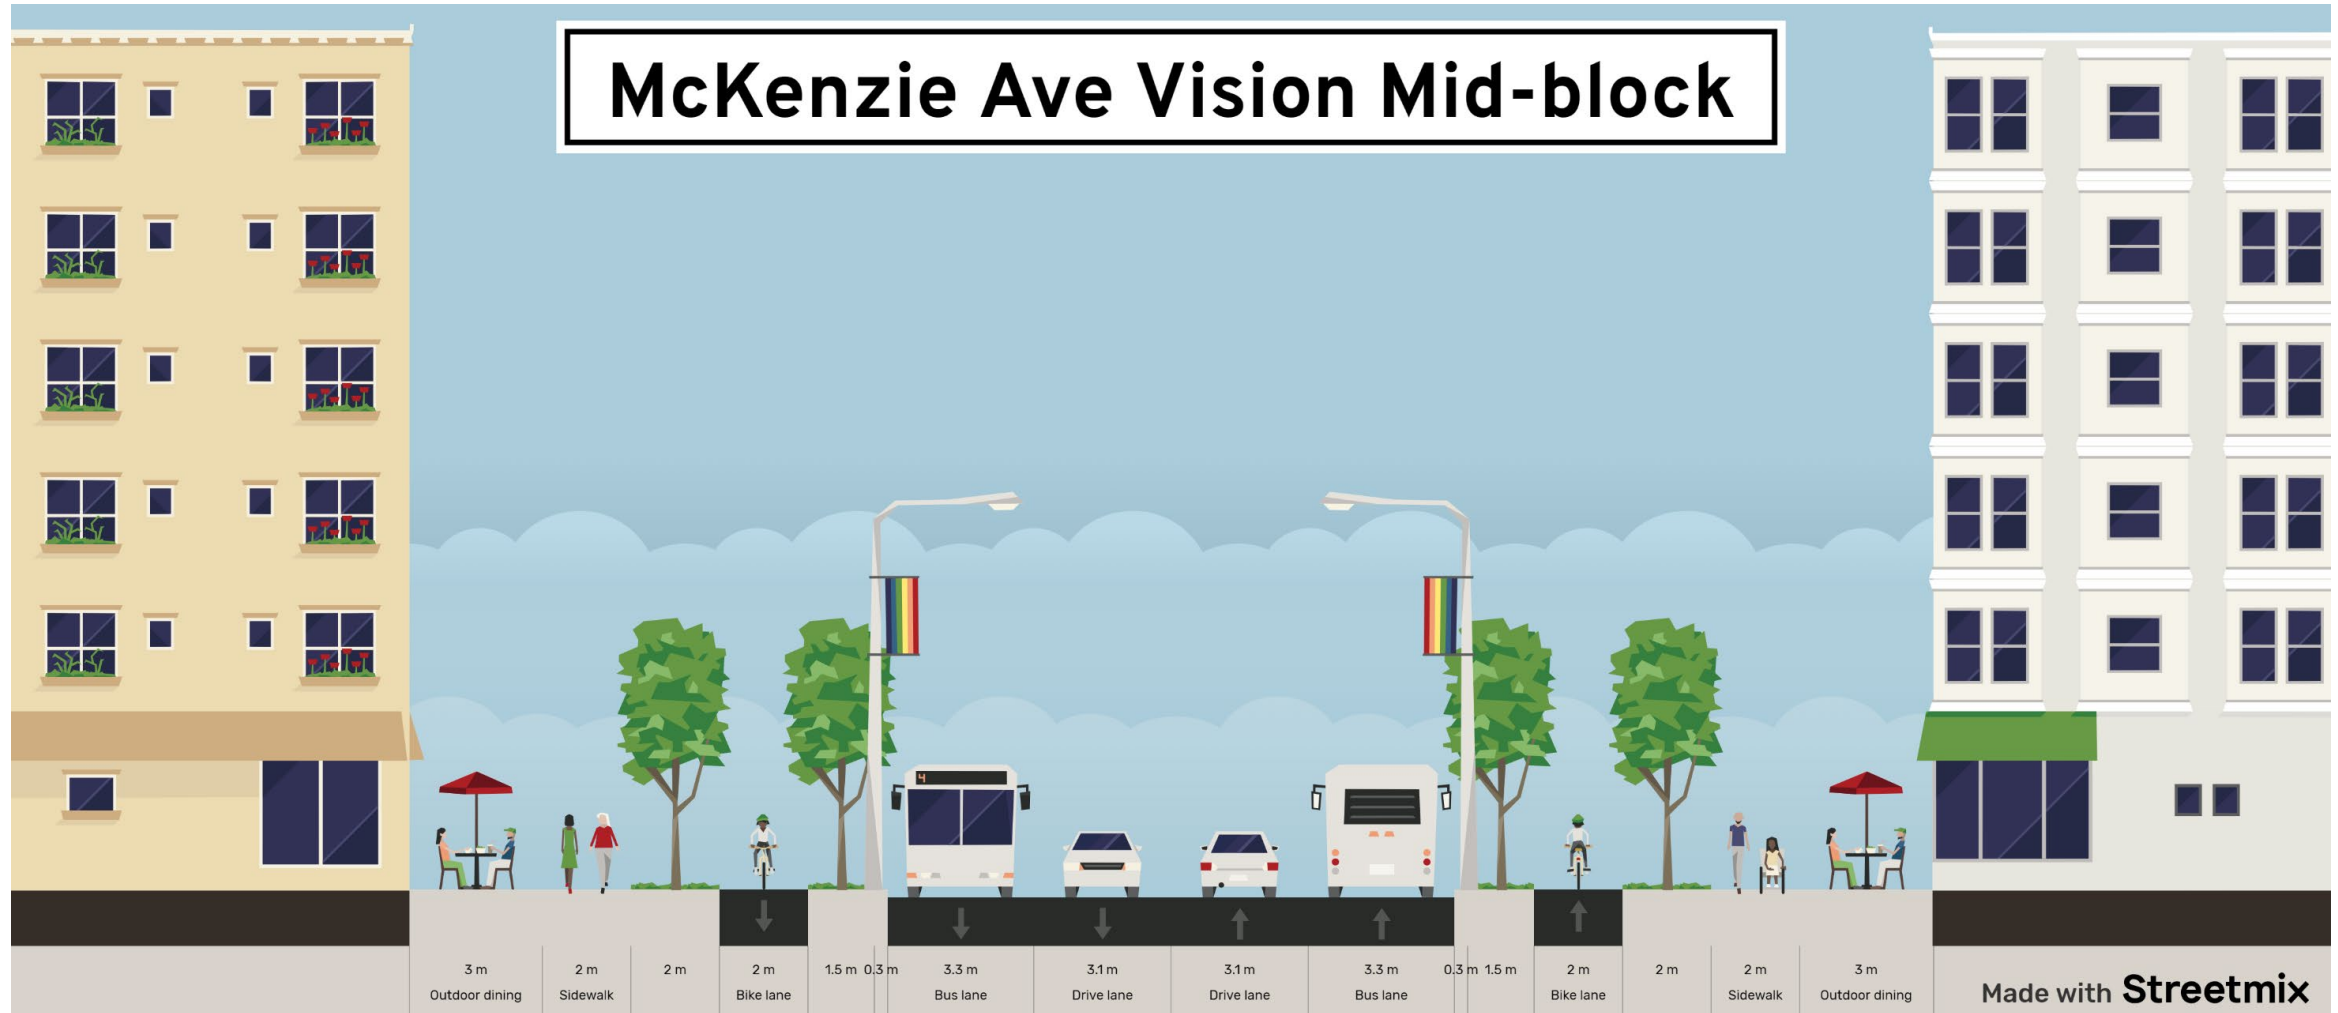 McKenzie Ave Vision Mid-block
4
3 m 2 m 2 m 2 m 1.5 m 0.3 m 3.3 m 3.1 m 3.1 m 3.3 m 0.3 m 1.5 m 2 m 2 m 2 m 3 m
Outdoor dining Sidewalk Bike lane Bus lane Drive lane Drive lane Bus lane Bike lane Sidewalk Outdoor dining
Made with Streetmix